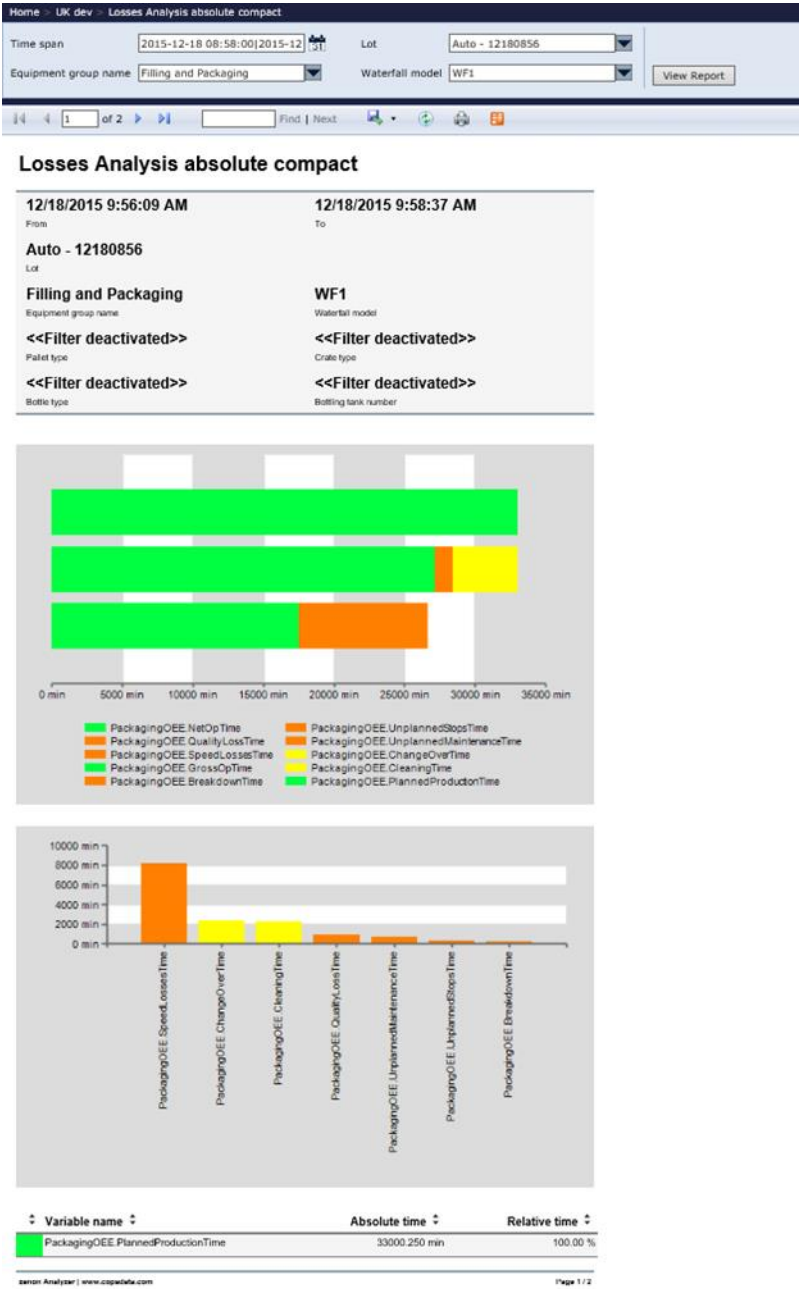 Home > UK dev > Losses Analysis absolute compact
Time span 2015-12-18 08:58:00|2015-12 31 Lot Auto - 12180856
Equipment group name Filling and Packaging Waterfall model WF1 View Report
1 of 2 Find | Next
Losses Analysis absolute compact
12/18/2015 9:56:09 AM 12/18/2015 9:58:37 AM
From To
Auto - 12180856
Lot
Filling and Packaging WF1
Equipment group name Waterfall model
<<Filter deactivated>> <<Filter deactivated>>
Pallet type Crate type
<<Filter deactivated>> <<Filter deactivated>>
Bottle type Bottling tank number
0 min 5000 min 10000 min 15000 min 20000 min 25000 min 30000 min 35000 min
PackagingOEE.NetOpTime PackagingOEE.UnplannedStopsTime
PackagingOEE.QualityLossTime PackagingOEE.UnplannedMaintenanceTime
PackagingOEE.SpeedLossesTime PackagingOEE.ChangeOverTime
PackagingOEE.GrossOpTime PackagingOEE.CleaningTime
PackagingOEE.BreakdownTime PackagingOEE.PlannedProductionTime
10000 min
8000 min
6000 min
4000 min
2000 min
0 min
PackagingOEE.SpeedLossesTime
PackagingOEE.ChangeOverTime
PackagingOEE.CleaningTime
PackagingOEE.QualityLossTime
PackagingOEE.UnplannedMaintenanceTime
PackagingOEE.UnplannedStopsTime
PackagingOEE.BreakdownTime
Variable name Absolute time Relative time
PackagingOEE.PlannedProductionTime 33000.250 min 100.00 %
zenon Analyzer | www.copadata.com Page 1 / 2